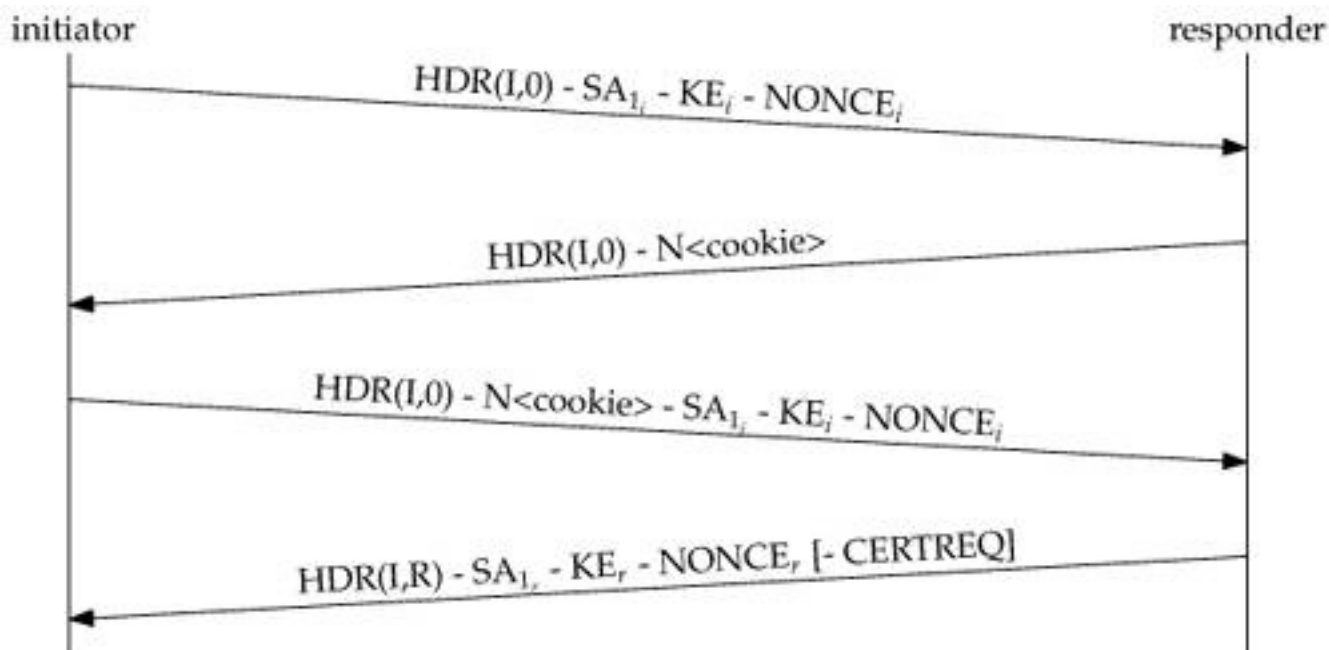 initiator responder
HDR(I,0) - SA₁ᵢ - KEᵢ - NONCEᵢ
HDR(I,0) - N<cookie>
HDR(I,0) - N<cookie> - SA₁ᵢ - KEᵢ - NONCEᵢ
HDR(I,R) - SA₁ᵣ - KEᵣ - NONCEᵣ [- CERTREQ]